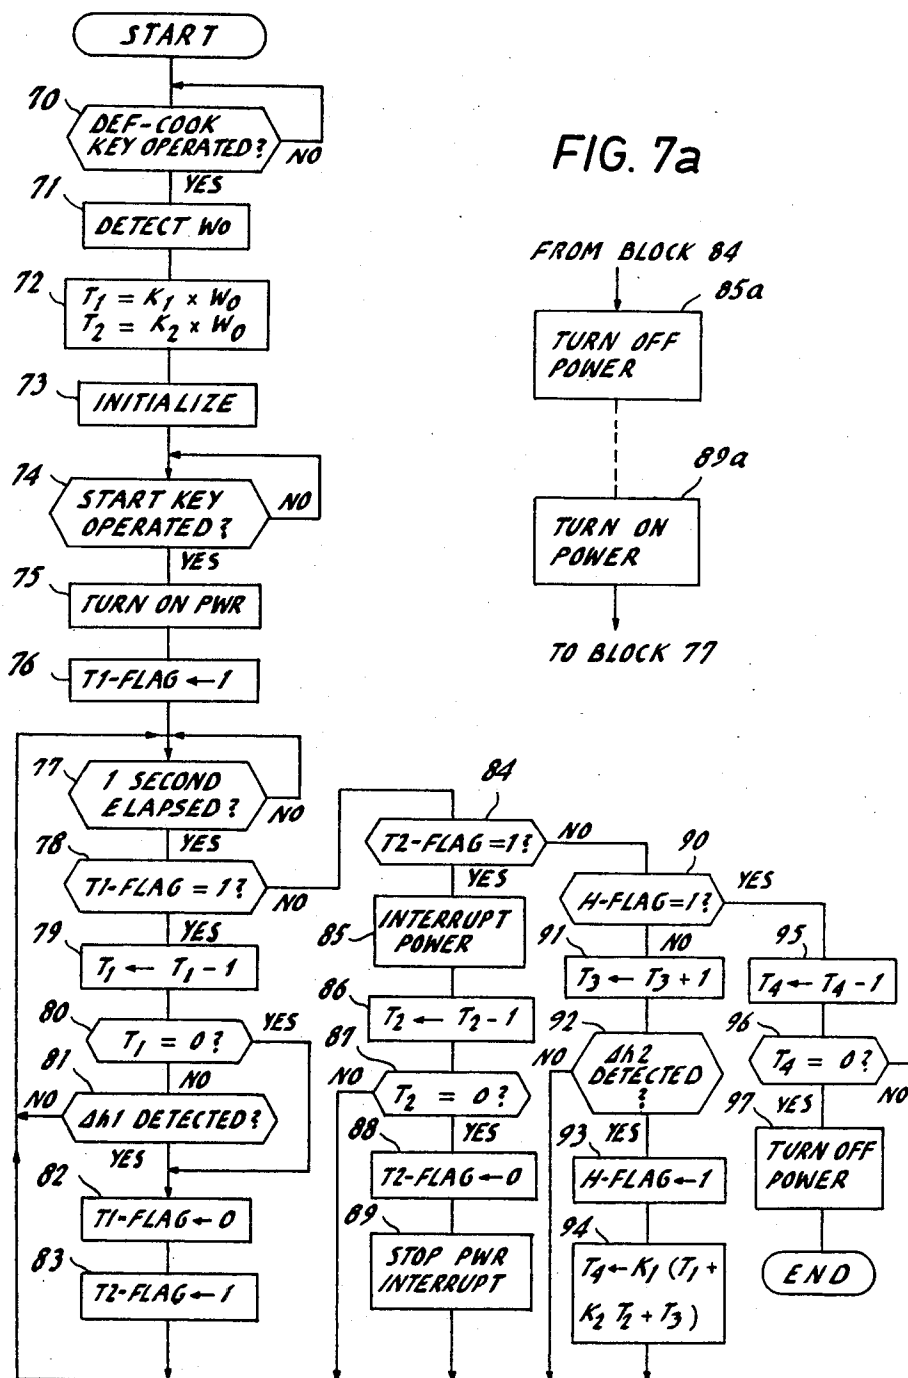 START
70
DEF-COOK
KEY OPERATED?
NO
YES
71
DETECT W0
72
T1 = K1 × W0
T2 = K2 × W0
73
INITIALIZE
74
START KEY
OPERATED?
NO
YES
75
TURN ON PWR
76
T1-FLAG ← 1
77
1 SECOND
ELAPSED?
NO
YES
78
T1-FLAG = 1?
NO
YES
79
T1 ← T1 - 1
80
T1 = 0?
YES
NO
81
Δh1 DETECTED?
NO
YES
82
T1-FLAG ← 0
83
T2-FLAG ← 1
FIG. 7a
FROM BLOCK 84
85a
TURN OFF
POWER
89a
TURN ON
POWER
TO BLOCK 77
84
T2-FLAG = 1?
NO
YES
85
INTERRUPT
POWER
86
T2 ← T2 - 1
87
T2 = 0?
NO
YES
88
T2-FLAG ← 0
89
STOP PWR
INTERRUPT
90
H-FLAG = 1?
YES
NO
91
T3 ← T3 + 1
92
Δh2
DETECTED
?
NO
YES
93
H-FLAG ← 1
94
T4 ← K1 (T1 +
K2 T2 + T3)
95
T4 ← T4 - 1
96
T4 = 0?
NO
YES
97
TURN OFF
POWER
END